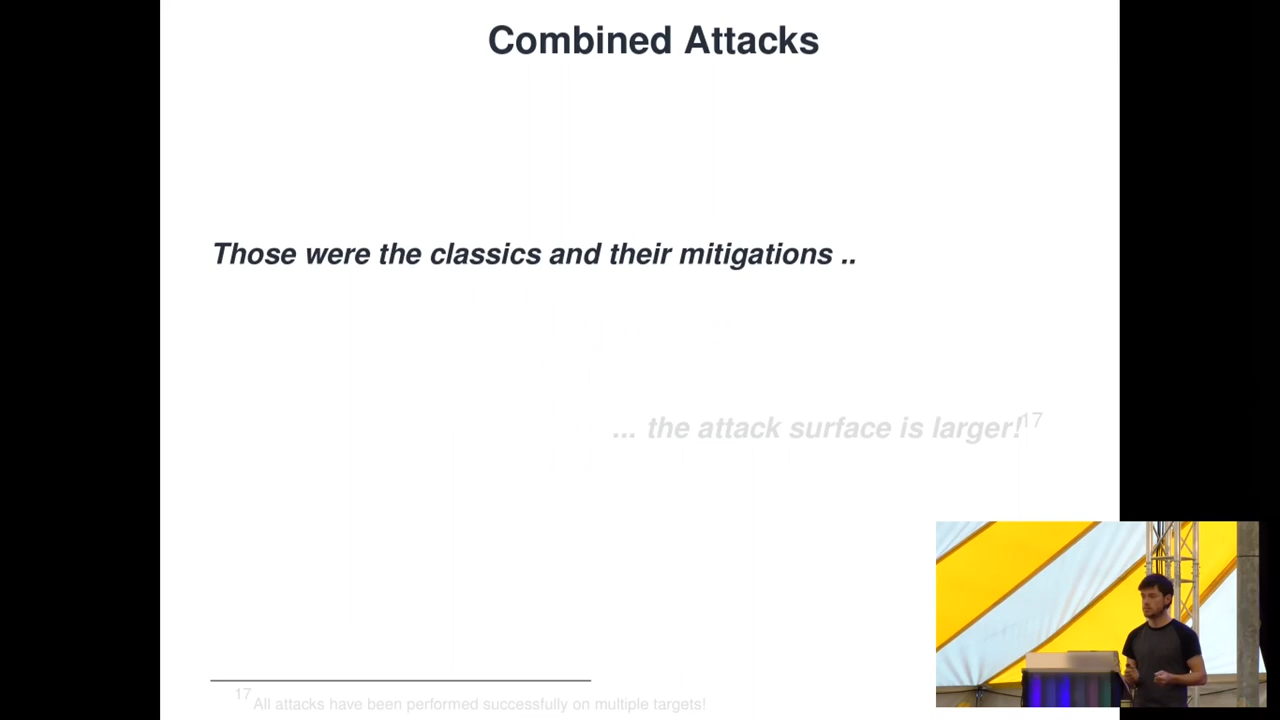 Combined Attacks
Those were the classics and their mitigations ..
... the attack surface is larger!17
17 All attacks have been performed successfully on multiple targets!